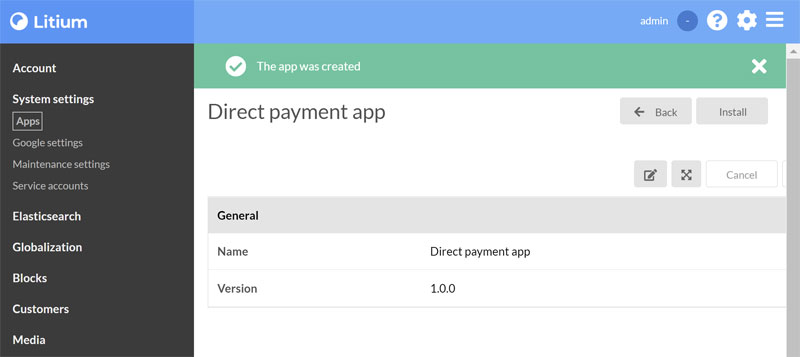 Litium
admin - ?
Account
System settings
Apps
Google settings
Maintenance settings
Service accounts
Elasticsearch
Globalization
Blocks
Customers
Media
The app was created
Direct payment app
Back Install
Cancel
General
Name Direct payment app
Version 1.0.0